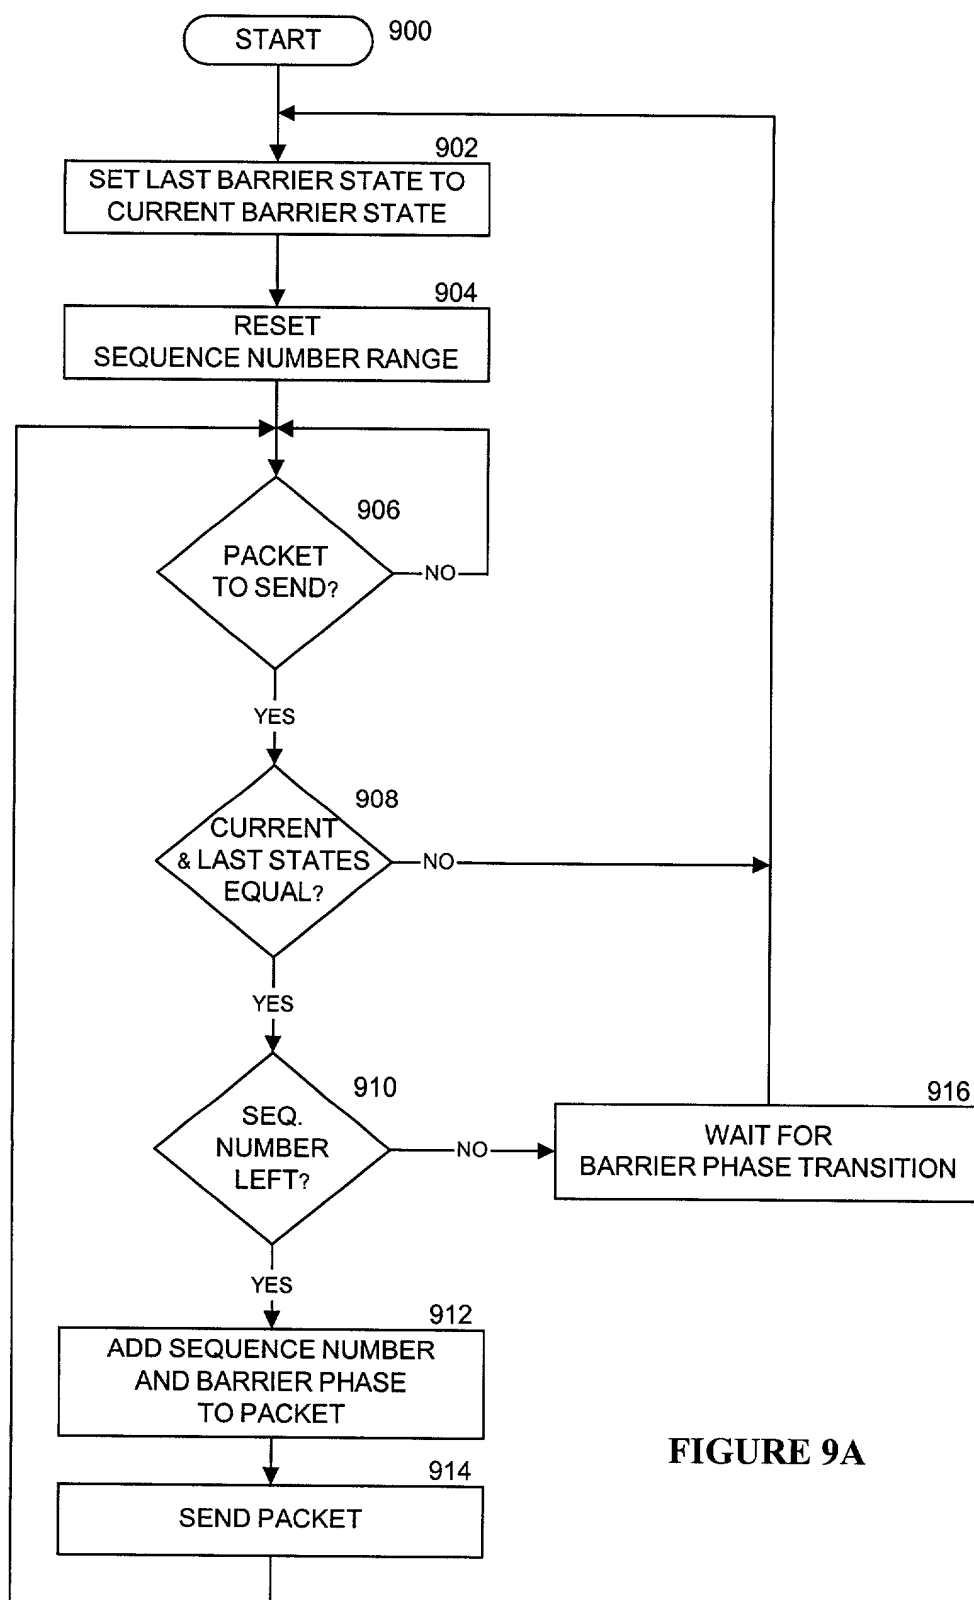 START
900
902
SET LAST BARRIER STATE TO
CURRENT BARRIER STATE
904
RESET
SEQUENCE NUMBER RANGE
906
PACKET
TO SEND?
NO
YES
908
CURRENT
& LAST STATES
EQUAL?
NO
YES
910
SEQ.
NUMBER
LEFT?
NO
916
WAIT FOR
BARRIER PHASE TRANSITION
YES
912
ADD SEQUENCE NUMBER
AND BARRIER PHASE
TO PACKET
914
SEND PACKET
FIGURE 9A